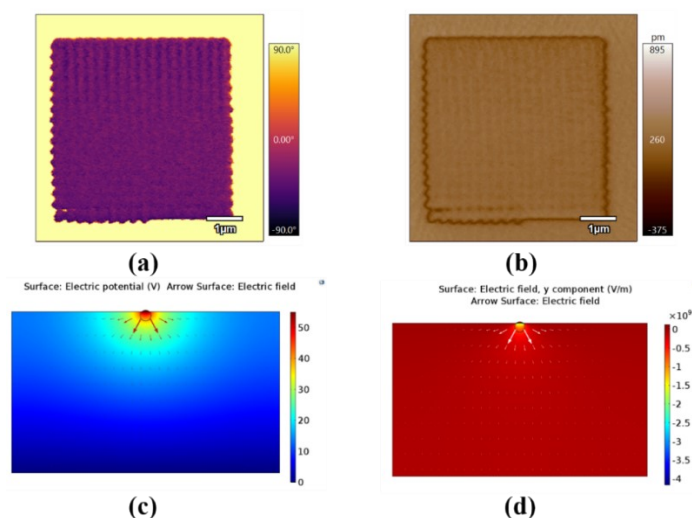 90.0°
0.00°
-90.0°
1µm
(a)
pm
895
260
-375
1µm
(b)
Surface: Electric potential (V) Arrow Surface: Electric field
50
40
30
20
10
0
(c)
Surface: Electric field, y component (V/m)
Arrow Surface: Electric field
×10⁹
0
-0.5
-1
-1.5
-2
-2.5
-3
-3.5
-4
(d)